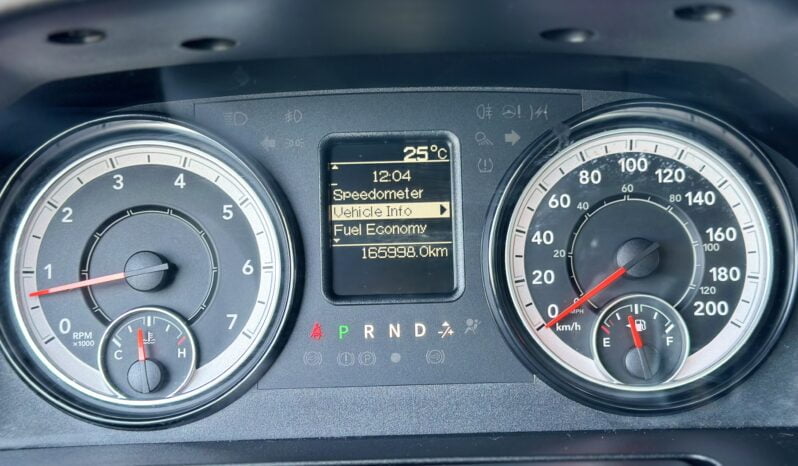 25°C
12:04
Speedometer
Vehicle Info
Fuel Economy
165998.0km
0 1 2 3 4 5 6 7
RPM
x1000
C H
P R N D
0 20 40 60 80 100 120 140 160 180 200
0 20 40 60 80 100 120
MPH
km/h
E F